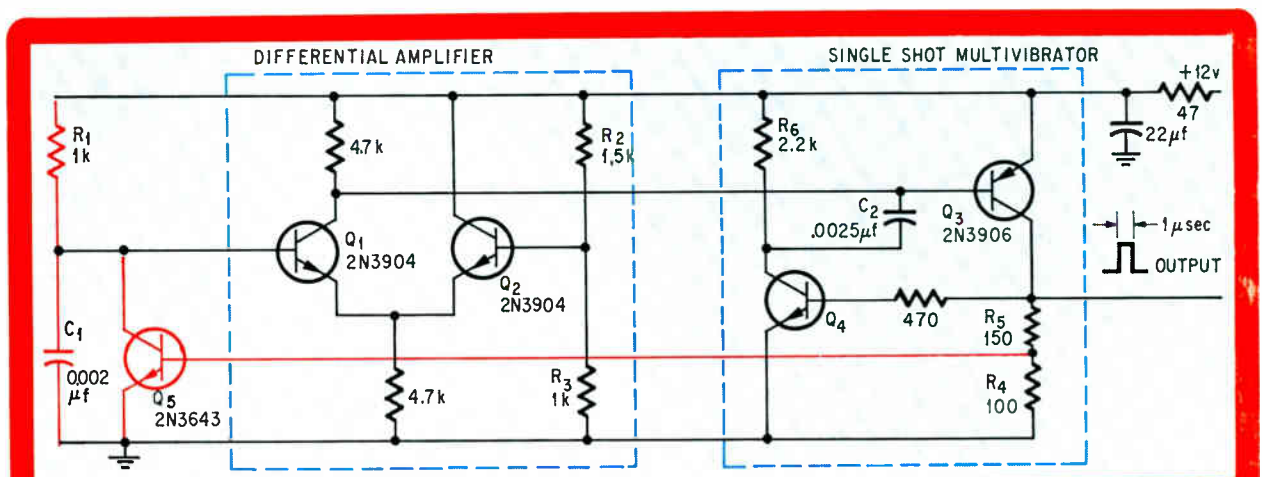 DIFFERENTIAL AMPLIFIER
SINGLE SHOT MULTIVIBRATOR
+12v
47
22µf
R1
1k
4.7k
R2
1,5k
R6
2.2k
C2
.0025µf
Q3
2N3906
1µsec
OUTPUT
Q1
2N3904
Q2
2N3904
Q4
470
R5
150
C1
0.002
µf
Q5
2N3643
4.7k
R3
1k
R4
100